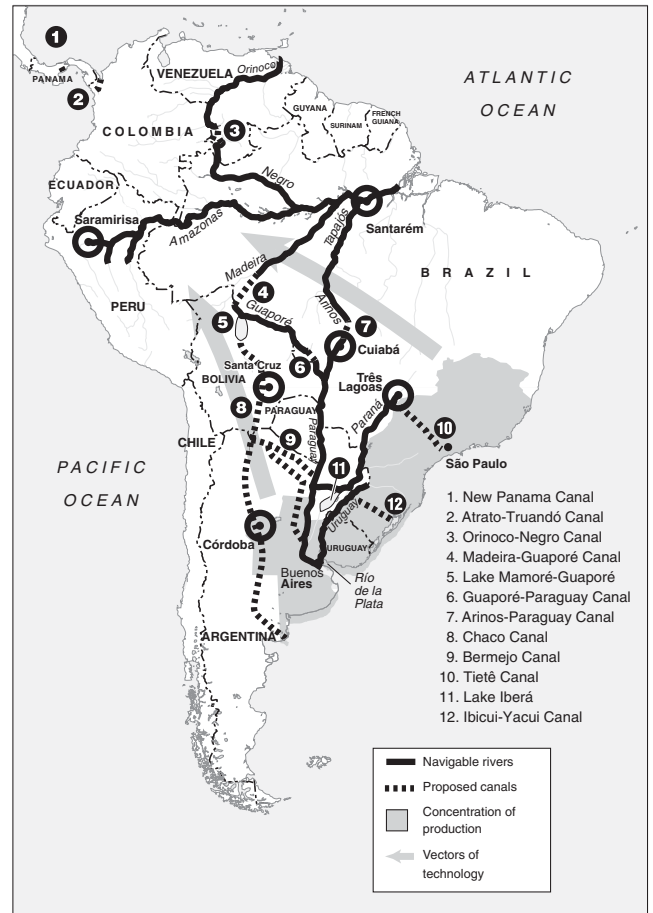 1
PANAMA
2
VENEZUELA
Orinoco
ATLANTIC
OCEAN
GUYANA
SURINAM
FRENCH
GUIANA
COLOMBIA
3
Negro
ECUADOR
Saramirisa
Amazonas
Santarém
Tapajós
Madeira
BRAZIL
PERU
4
Arinos
5
Guaporé
7
Cuiabá
6
Santa Cruz
BOLIVIA
Três
Lagoas
8
PARAGUAY
Paraná
10
CHILE
9
Paraguay
São Paulo
PACIFIC
OCEAN
11
12
Córdoba
Uruguay
URUGUAY
Buenos
Aires
Río
de la
Plata
ARGENTINA
1. New Panama Canal
2. Atrato-Truandó Canal
3. Orinoco-Negro Canal
4. Madeira-Guaporé Canal
5. Lake Mamoré-Guaporé
6. Guaporé-Paraguay Canal
7. Arinos-Paraguay Canal
8. Chaco Canal
9. Bermejo Canal
10. Tietê Canal
11. Lake Iberá
12. Ibicui-Yacui Canal
Navigable rivers
Proposed canals
Concentration of
production
Vectors of
technology